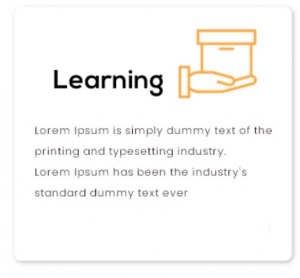 Learning
Lorem Ipsum is simply dummy text of the
printing and typesetting industry.
Lorem Ipsum has been the industry's
standard dummy text ever